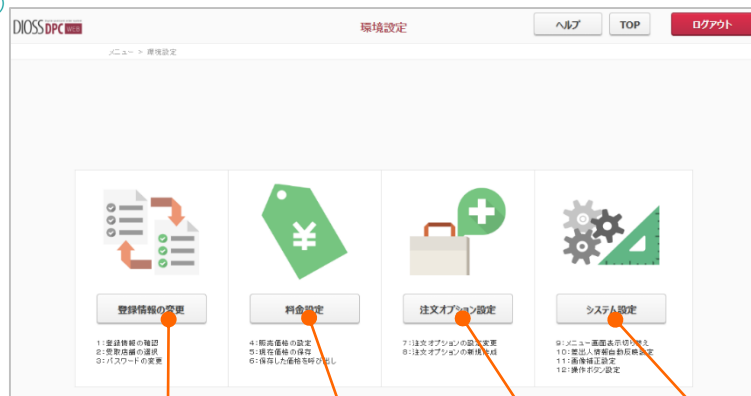 DIOSS DPC WEB
環境設定
ヘルプ
TOP
ログアウト
メニュー > 環境設定
登録情報の変更
料金設定
注文オプション設定
システム設定
1:登録情報の確認
2:受取店舗の選択
3:パスワードの変更
4:販売価格の設定
5:現在価格の保存
6:保存した価格を呼び出し
7:注文オプションの設定変更
8:注文オプションの新規作成
9:メニュー画面表示切り替え
10:差出人情報自動反映設定
11:画像補正設定
12:操作ボタン設定